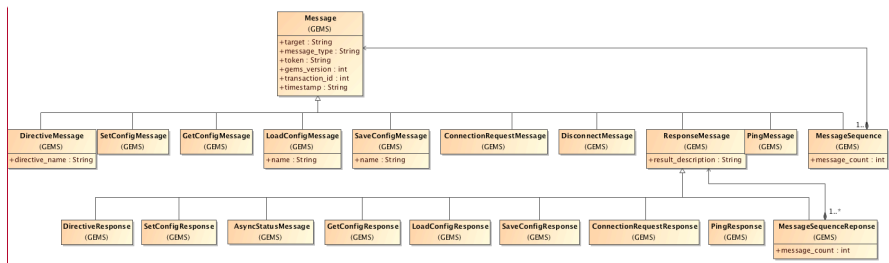 Message
(GEMS)
+target : String
+message_type : String
+token : String
+gems_version : int
+transaction_id : int
+timestamp : String
1..*
DirectiveMessage
(GEMS)
+directive_name : String
SetConfigMessage
(GEMS)
GetConfigMessage
(GEMS)
LoadConfigMessage
(GEMS)
+name : String
SaveConfigMessage
(GEMS)
+name : String
ConnectionRequestMessage
(GEMS)
DisconnectMessage
(GEMS)
ResponseMessage
(GEMS)
+result_description : String
PingMessage
(GEMS)
MessageSequence
(GEMS)
+message_count : int
1..*
DirectiveResponse
(GEMS)
SetConfigResponse
(GEMS)
AsyncStatusMessage
(GEMS)
GetConfigResponse
(GEMS)
LoadConfigResponse
(GEMS)
SaveConfigResponse
(GEMS)
ConnectionRequestResponse
(GEMS)
PingResponse
(GEMS)
MessageSequenceReponse
(GEMS)
+message_count : int